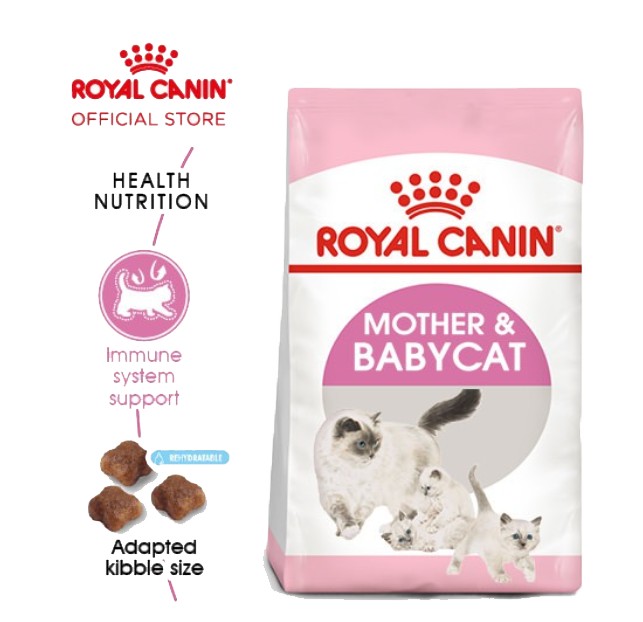 ROYAL CANIN®
OFFICIAL STORE
HEALTH
NUTRITION
Immune
system
support
REHYDRATABLE
Adapted
kibble size
ROYAL CANIN®
MOTHER &
BABYCAT